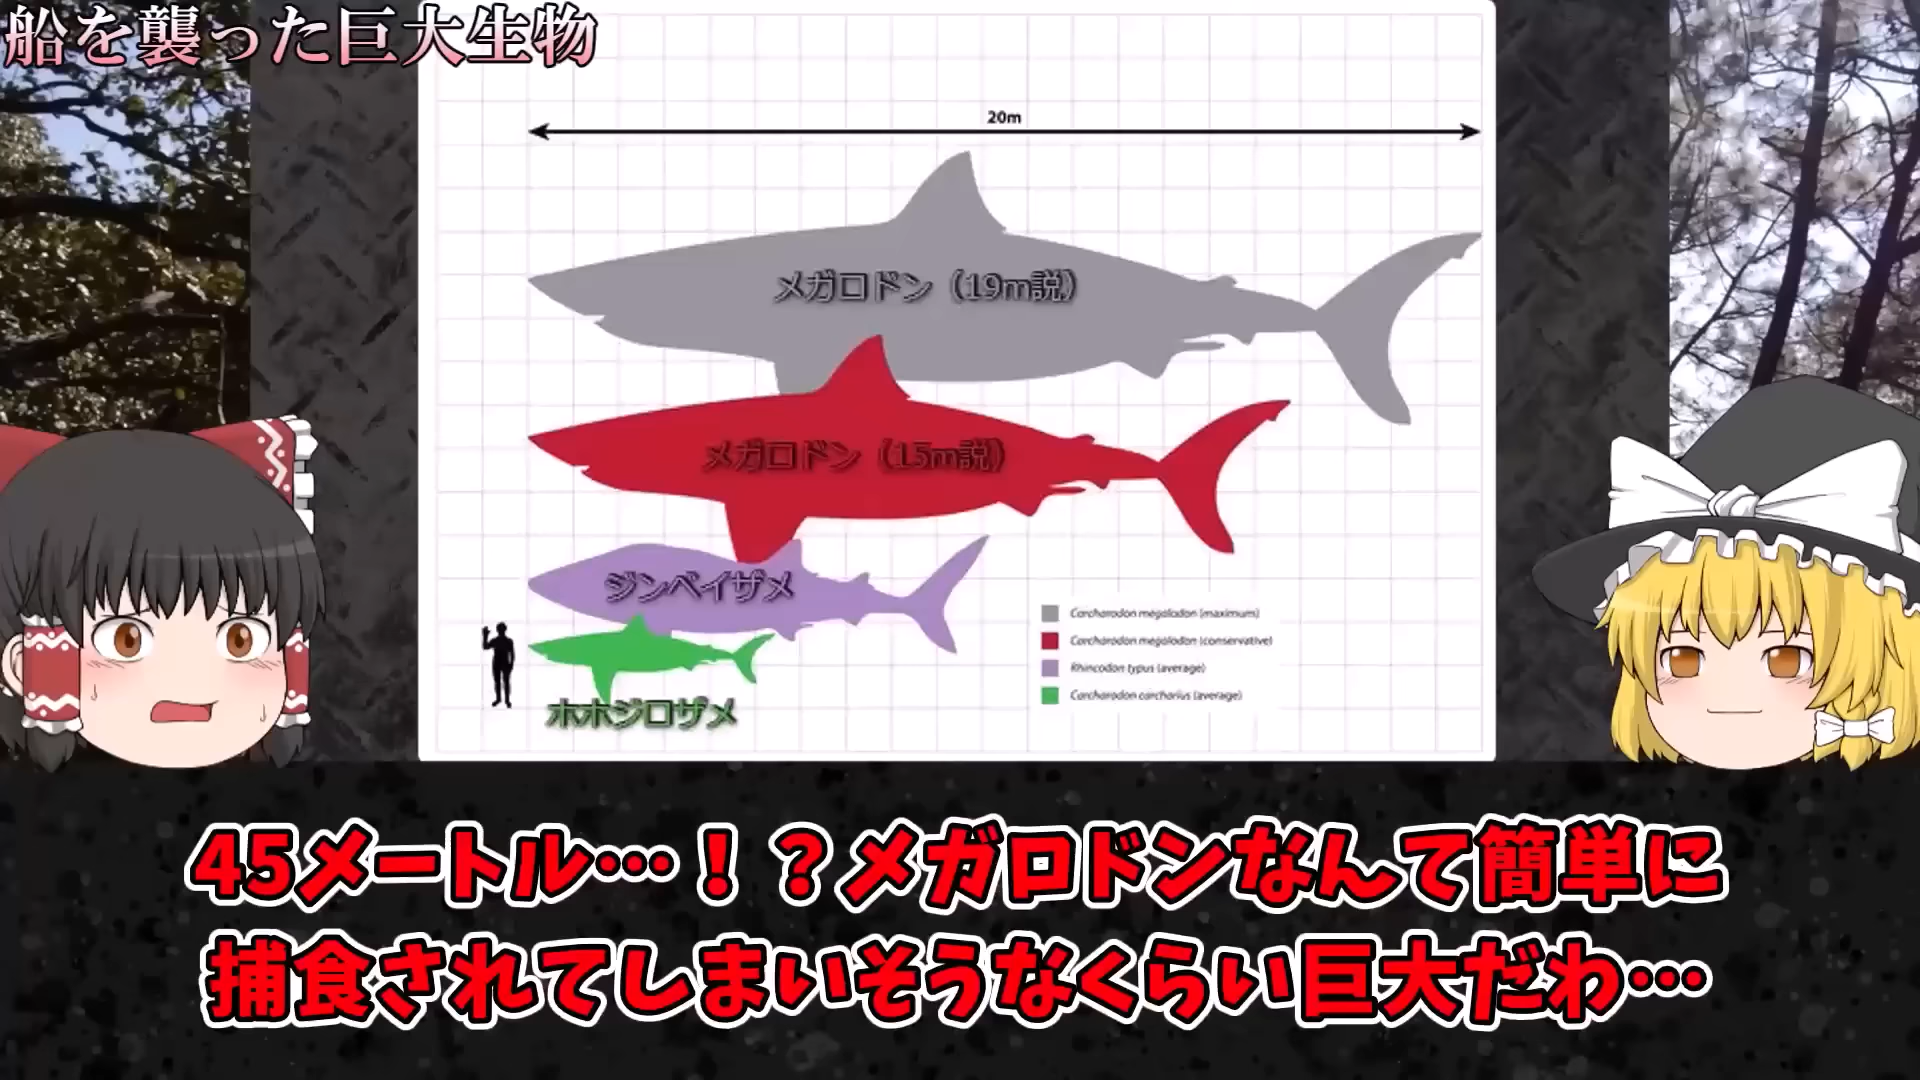 船を襲った巨大生物
20m
メガロドン（19m説）
メガロドン（15m説）
ジンベイザメ
ホホジロザメ
Carcharodon megalodon (maximum)
Carcharodon megalodon (conservative)
Rhincodon typus (average)
Carcharodon carcharius (average)
45メートル…！？メガロドンなんて簡単に
捕食されてしまいそうなくらい巨大だわ…